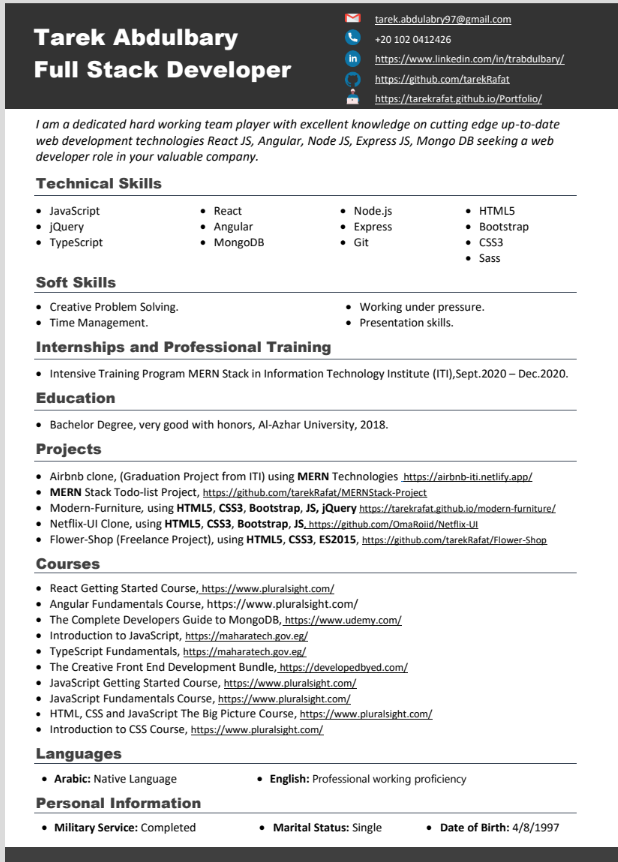 Tarek Abdulbary
Full Stack Developer
tarek.abdulabry97@gmail.com
+20 102 0412426
https://www.linkedin.com/in/trabdulbary/
https://github.com/tarekRafat
https://tarekrafat.github.io/Portfolio/
I am a dedicated hard working team player with excellent knowledge on cutting edge up-to-date
web development technologies React JS, Angular, Node JS, Express JS, Mongo DB seeking a web
developer role in your valuable company.
Technical Skills
• JavaScript
• jQuery
• TypeScript
• React
• Angular
• MongoDB
• Node.js
• Express
• Git
• HTML5
• Bootstrap
• CSS3
• Sass
Soft Skills
• Creative Problem Solving.
• Time Management.
• Working under pressure.
• Presentation skills.
Internships and Professional Training
• Intensive Training Program MERN Stack in Information Technology Institute (ITI),Sept.2020 – Dec.2020.
Education
• Bachelor Degree, very good with honors, Al-Azhar University, 2018.
Projects
• Airbnb clone, (Graduation Project from ITI) using MERN Technologies https://airbnb-iti.netlify.app/
• MERN Stack Todo-list Project, https://github.com/tarekRafat/MERNStack-Project
• Modern-Furniture, using HTML5, CSS3, Bootstrap, JS, jQuery https://tarekrafat.github.io/modern-furniture/
• Netflix-UI Clone, using HTML5, CSS3, Bootstrap, JS, https://github.com/OmaRoiid/Netflix-UI
• Flower-Shop (Freelance Project), using HTML5, CSS3, ES2015, https://github.com/tarekRafat/Flower-Shop
Courses
• React Getting Started Course, https://www.pluralsight.com/
• Angular Fundamentals Course, https://www.pluralsight.com/
• The Complete Developers Guide to MongoDB, https://www.udemy.com/
• Introduction to JavaScript, https://maharatech.gov.eg/
• TypeScript Fundamentals, https://maharatech.gov.eg/
• The Creative Front End Development Bundle, https://developedbyed.com/
• JavaScript Getting Started Course, https://www.pluralsight.com/
• JavaScript Fundamentals Course, https://www.pluralsight.com/
• HTML, CSS and JavaScript The Big Picture Course, https://www.pluralsight.com/
• Introduction to CSS Course, https://www.pluralsight.com/
Languages
• Arabic: Native Language
• English: Professional working proficiency
Personal Information
• Military Service: Completed
• Marital Status: Single
• Date of Birth: 4/8/1997